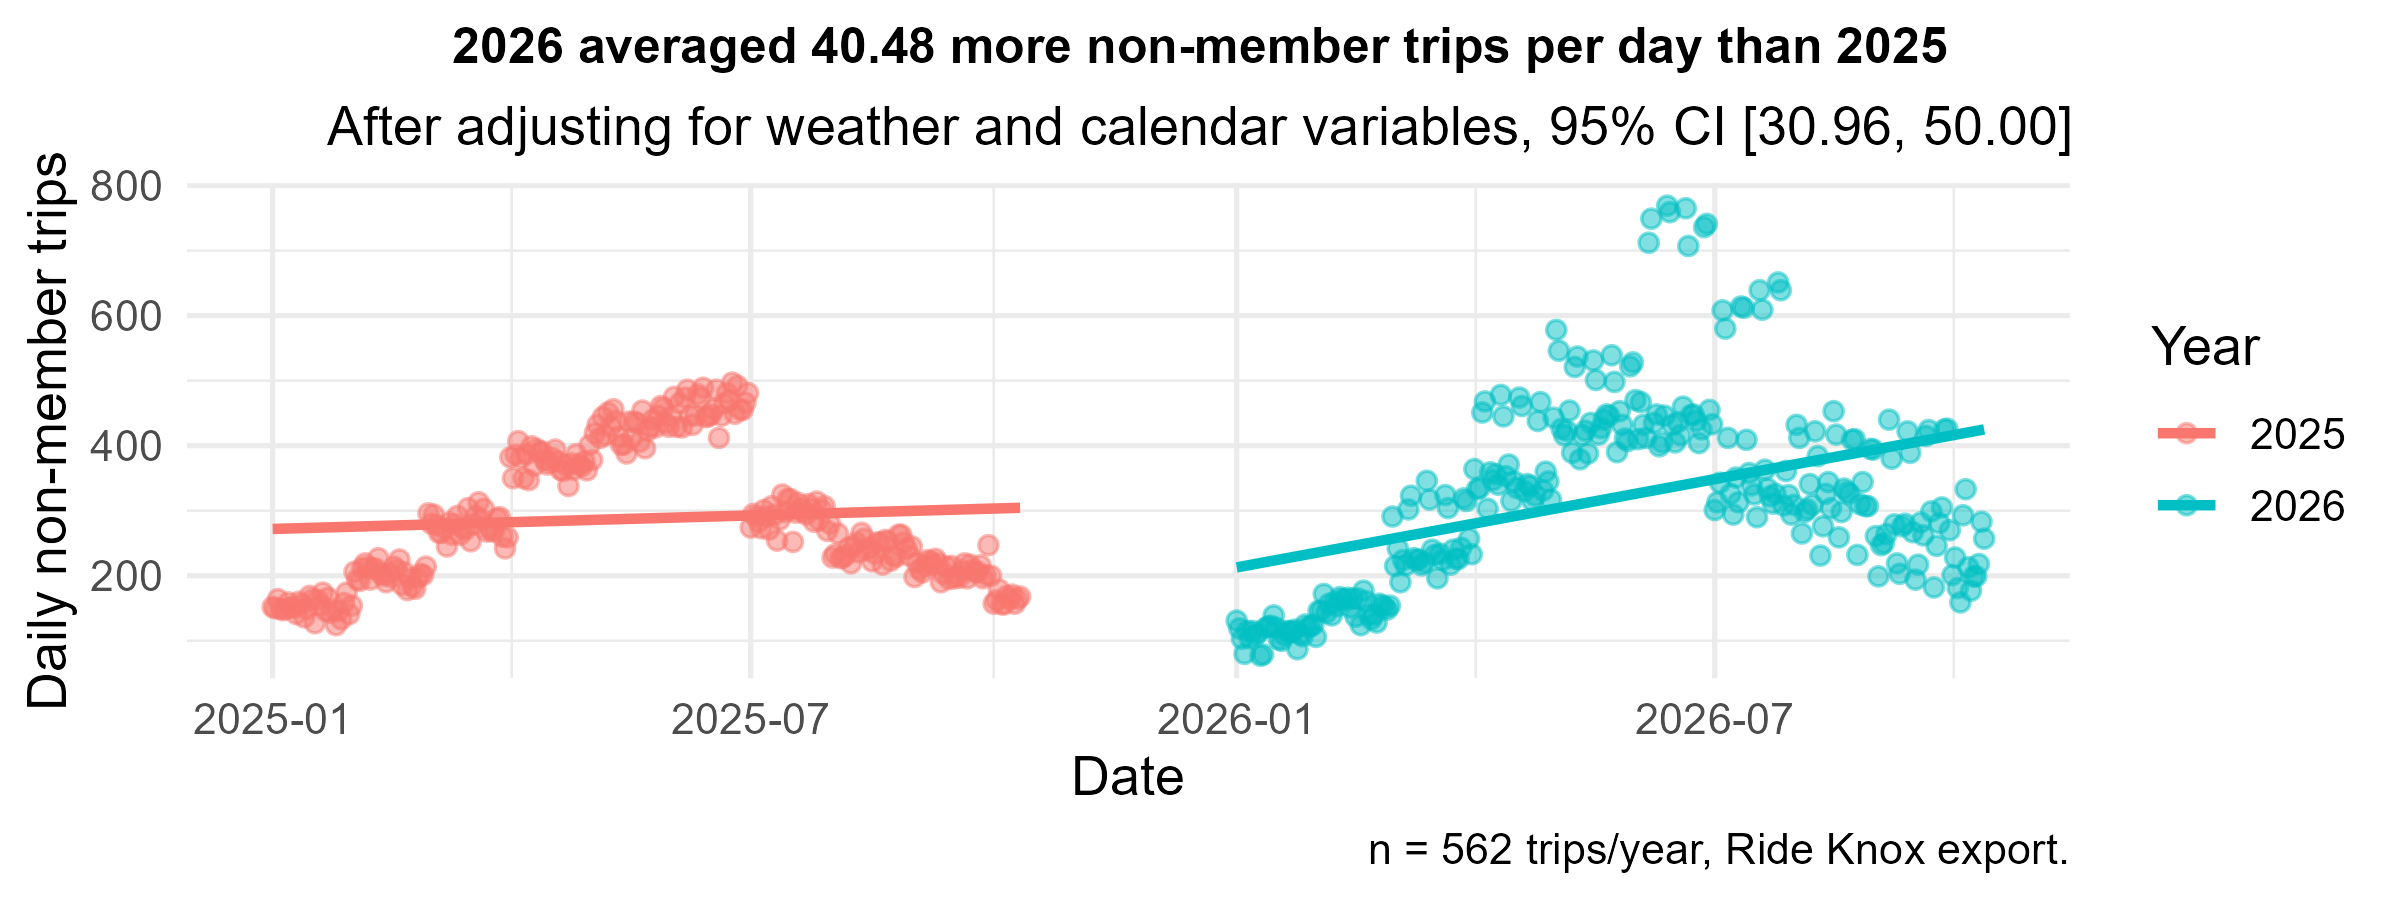 2026 averaged 40.48 more non-member trips per day than 2025
After adjusting for weather and calendar variables, 95% CI [30.96, 50.00]
Daily non-member trips
800
600
400
200
2025-01
2025-07
2026-01
2026-07
Date
Year
2025
2026
n = 562 trips/year, Ride Knox export.